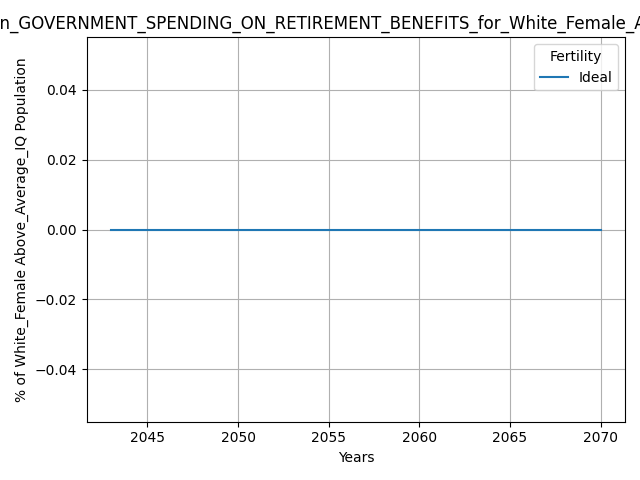 n_GOVERNMENT_SPENDING_ON_RETIREMENT_BENEFITS_for_White_Female_A
Fertility
Ideal
% of White_Female Above_Average_IQ Population
0.04
0.02
0.00
−0.02
−0.04
2045 2050 2055 2060 2065 2070
Years